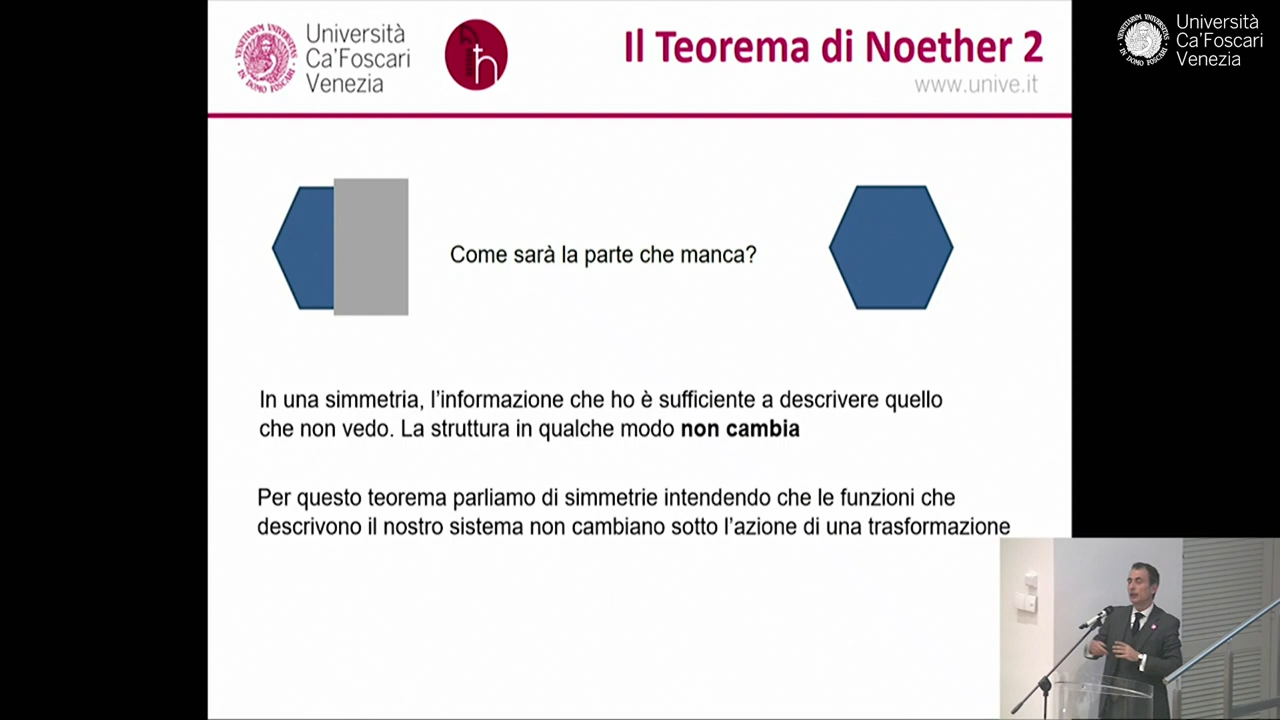 Università
Ca'Foscari
Venezia
Il Teorema di Noether 2
www.unive.it
Università
Ca'Foscari
Venezia
Come sarà la parte che manca?
In una simmetria, l'informazione che ho è sufficiente a descrivere quello
che non vedo. La struttura in qualche modo non cambia
Per questo teorema parliamo di simmetrie intendendo che le funzioni che
descrivono il nostro sistema non cambiano sotto l'azione di una trasformazione